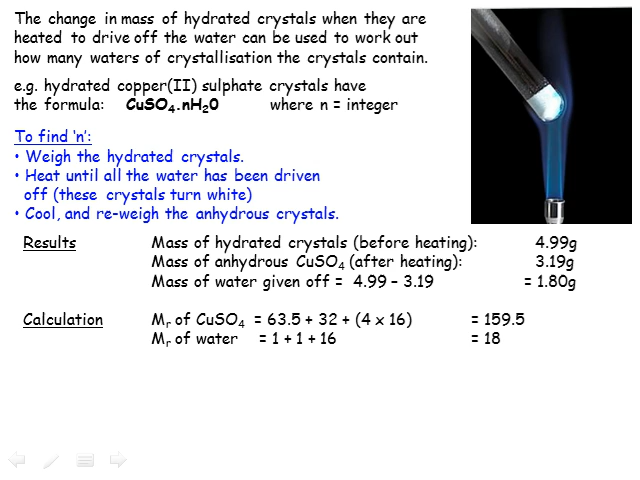 The change in mass of hydrated crystals when they are
heated to drive off the water can be used to work out
how many waters of crystallisation the crystals contain.
e.g. hydrated copper(II) sulphate crystals have
the formula: CuSO₄.nH₂0 where n = integer
To find 'n':
• Weigh the hydrated crystals.
• Heat until all the water has been driven
off (these crystals turn white)
• Cool, and re-weigh the anhydrous crystals.
Results Mass of hydrated crystals (before heating): 4.99g
Mass of anhydrous CuSO₄ (after heating): 3.19g
Mass of water given off = 4.99 – 3.19 = 1.80g
Calculation Mᵣ of CuSO₄ = 63.5 + 32 + (4 x 16) = 159.5
Mᵣ of water = 1 + 1 + 16 = 18